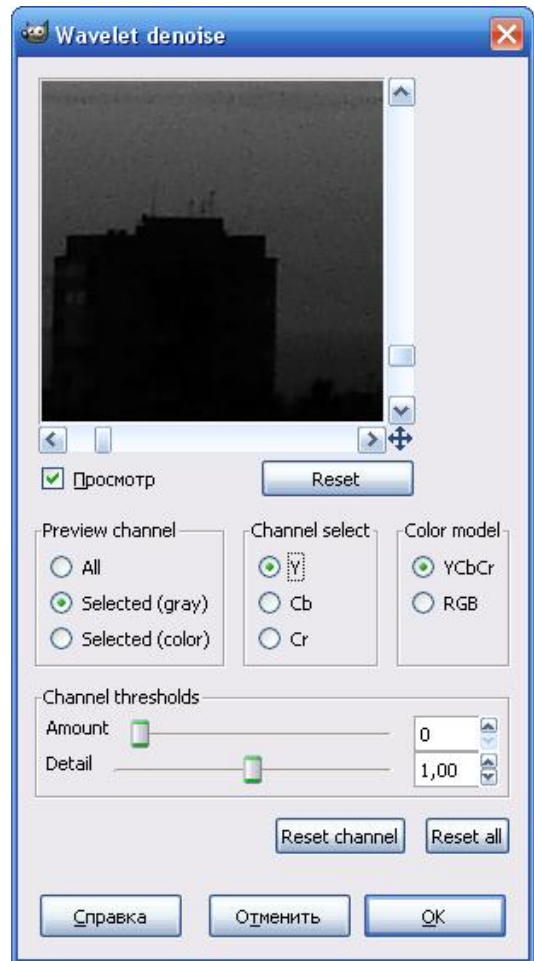 Wavelet denoise
Просмотр
Reset
Preview channel
All
Selected (gray)
Selected (color)
Channel select
Y
Cb
Cr
Color model
YCbCr
RGB
Channel thresholds
Amount
0
Detail
1,00
Reset channel
Reset all
Справка
Отменить
OK